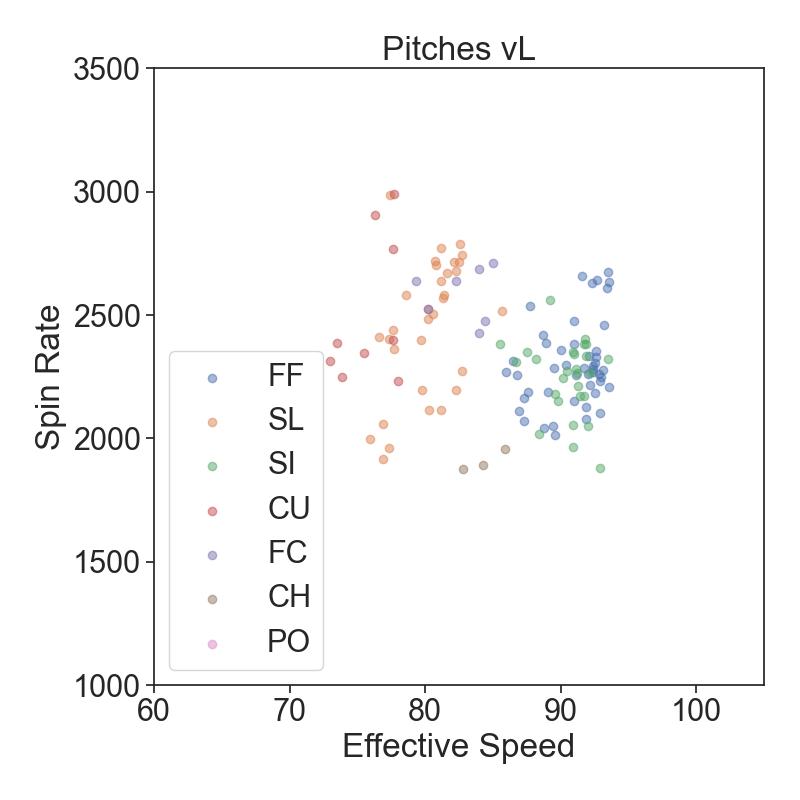 Pitches vL
3500
3000
2500
2000
1500
1000
Spin Rate
FF
SL
SI
CU
FC
CH
PO
60 70 80 90 100
Effective Speed